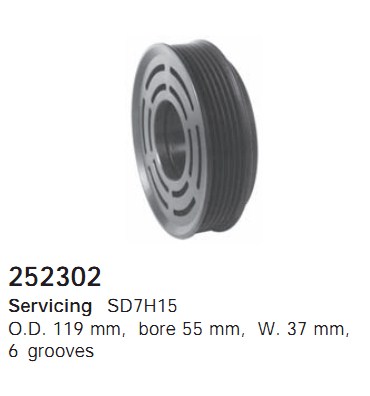 252302
Servicing SD7H15
O.D. 119 mm, bore 55 mm, W. 37 mm,
6 grooves